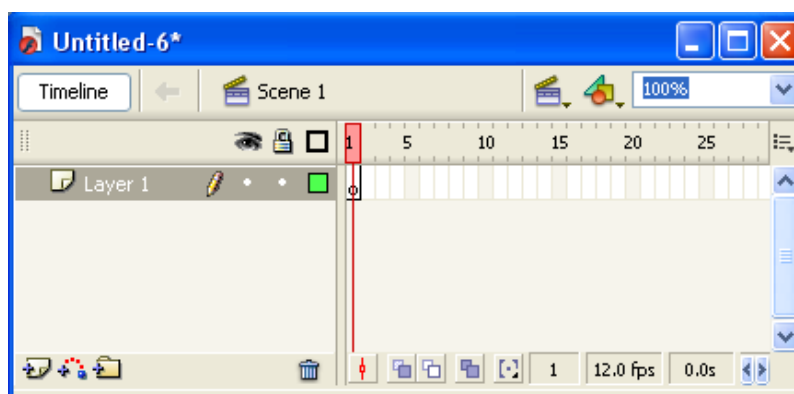 Untitled-6*
Timeline Scene 1 100%
1 5 10 15 20 25
Layer 1
1 12.0 fps 0.0s